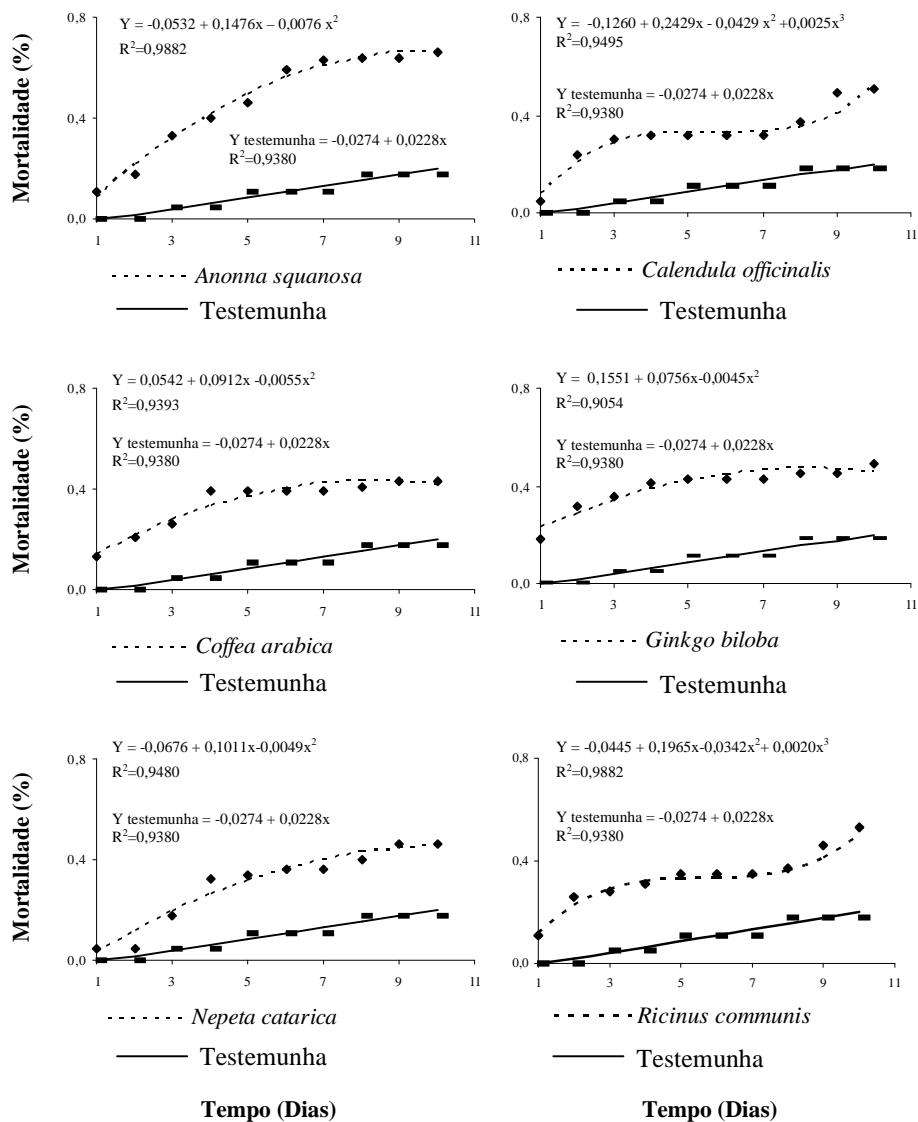 Y = -0,0532 + 0,1476x – 0,0076 x²
R²=0,9882
Y testemunha = -0,0274 + 0,0228x
R²=0,9380
Mortalidade (%)
0,8
0,4
0,0
1 3 5 7 9 11
Anonna squanosa
Testemunha
Y = -0,1260 + 0,2429x - 0,0429 x² +0,0025x³
R²=0,9495
Y testemunha = -0,0274 + 0,0228x
R²=0,9380
0,8
0,4
0,0
1 3 5 7 9 11
Calendula officinalis
Testemunha
Y = 0,0542 + 0,0912x -0,0055x²
R²=0,9393
Y testemunha = -0,0274 + 0,0228x
R²=0,9380
Mortalidade (%)
0,8
0,4
0,0
1 3 5 7 9 11
Coffea arabica
Testemunha
Y = 0,1551 + 0,0756x-0,0045x²
R²=0,9054
Y testemunha = -0,0274 + 0,0228x
R²=0,9380
0,8
0,4
0,0
1 3 5 7 9 11
Ginkgo biloba
Testemunha
Y = -0,0676 + 0,1011x-0,0049x²
R²=0,9480
Y testemunha = -0,0274 + 0,0228x
R²=0,9380
Mortalidade (%)
0,8
0,4
0,0
1 3 5 7 9 11
Nepeta catarica
Testemunha
Tempo (Dias)
Y = -0,0445 + 0,1965x-0,0342x²+ 0,0020x³
R²=0,9882
Y testemunha = -0,0274 + 0,0228x
R²=0,9380
0,8
0,4
0,0
1 3 5 7 9 11
Ricinus communis
Testemunha
Tempo (Dias)